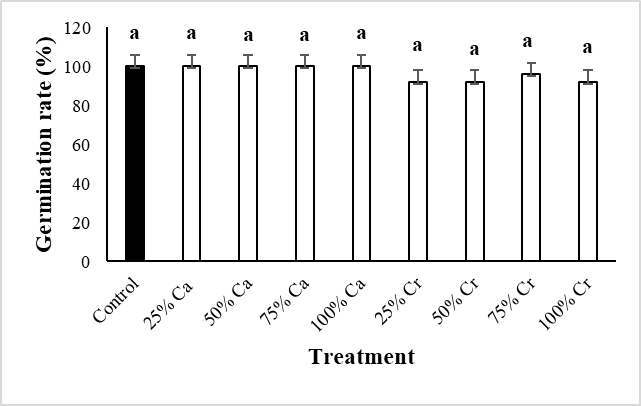 120
100
80
60
40
20
0
Germination rate (%)
a a a a a a a a a
Control 25% Ca 50% Ca 75% Ca 100% Ca 25% Cr 50% Cr 75% Cr 100% Cr
Treatment